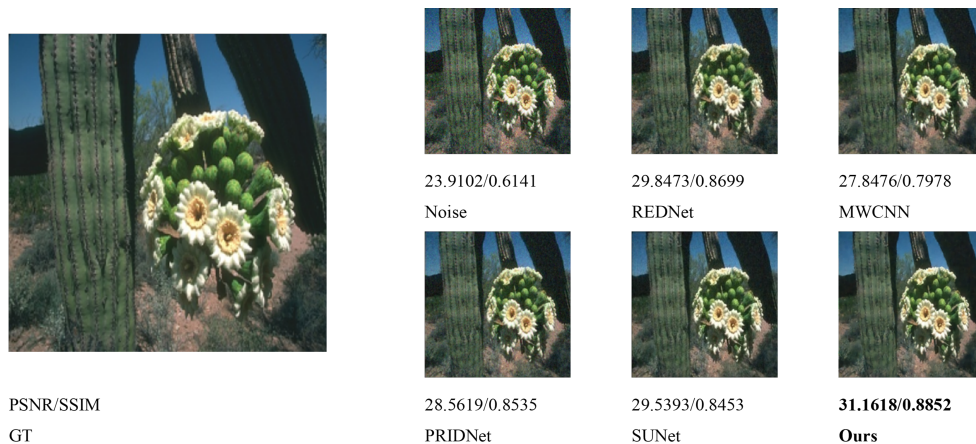 23.9102/0.6141
29.8473/0.8699
27.8476/0.7978
Noise
REDNet
MWCNN
PSNR/SSIM
28.5619/0.8535
29.5393/0.8453
31.1618/0.8852
GT
PRIDNet
SUNet
Ours